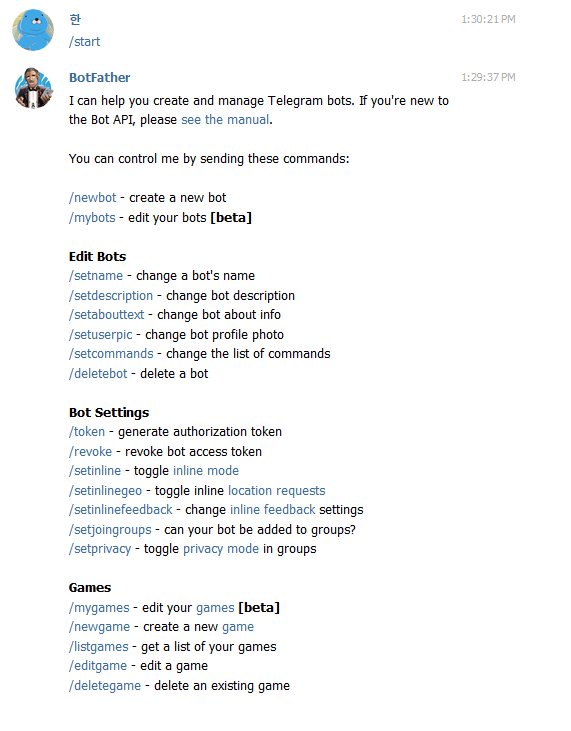 한 1:30:21 PM
/start
BotFather 1:29:37 PM
I can help you create and manage Telegram bots. If you're new to
the Bot API, please see the manual.
You can control me by sending these commands:
/newbot - create a new bot
/mybots - edit your bots [beta]
Edit Bots
/setname - change a bot's name
/setdescription - change bot description
/setabouttext - change bot about info
/setuserpic - change bot profile photo
/setcommands - change the list of commands
/deletebot - delete a bot
Bot Settings
/token - generate authorization token
/revoke - revoke bot access token
/setinline - toggle inline mode
/setinlinegeo - toggle inline location requests
/setinlinefeedback - change inline feedback settings
/setjoingroups - can your bot be added to groups?
/setprivacy - toggle privacy mode in groups
Games
/mygames - edit your games [beta]
/newgame - create a new game
/listgames - get a list of your games
/editgame - edit a game
/deletegame - delete an existing game